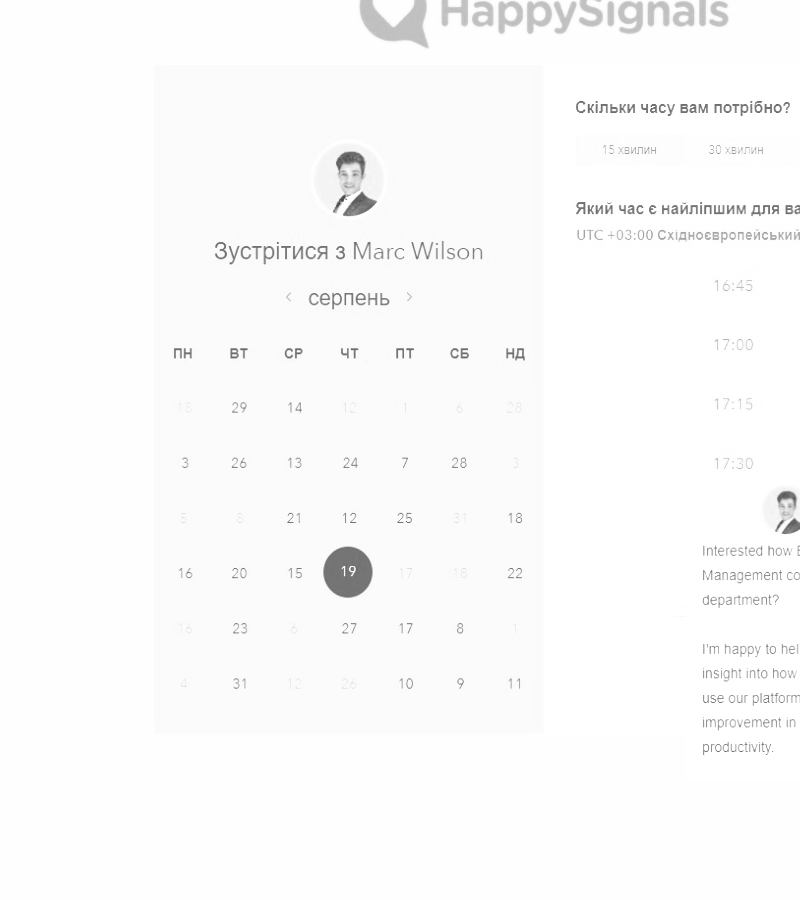 HappySignals
Зустрітися з Marc Wilson
серпень
ПН ВТ СР ЧТ ПТ СБ НД
18 29 14 12 1 6 28
3 26 13 24 7 28 3
5 8 21 12 25 31 18
16 20 15 19 17 18 22
16 23 6 27 17 8 1
4 31 12 26 10 9 11
Скільки часу вам потрібно?
15 хвилин 30 хвилин
Який час є найліпшим для ва
UTC +03:00 Східноєвропейський
16:45
17:00
17:15
17:30
Interested how E
Management co
department?
I'm happy to hel
insight into how
use our platform
improvement in
productivity.